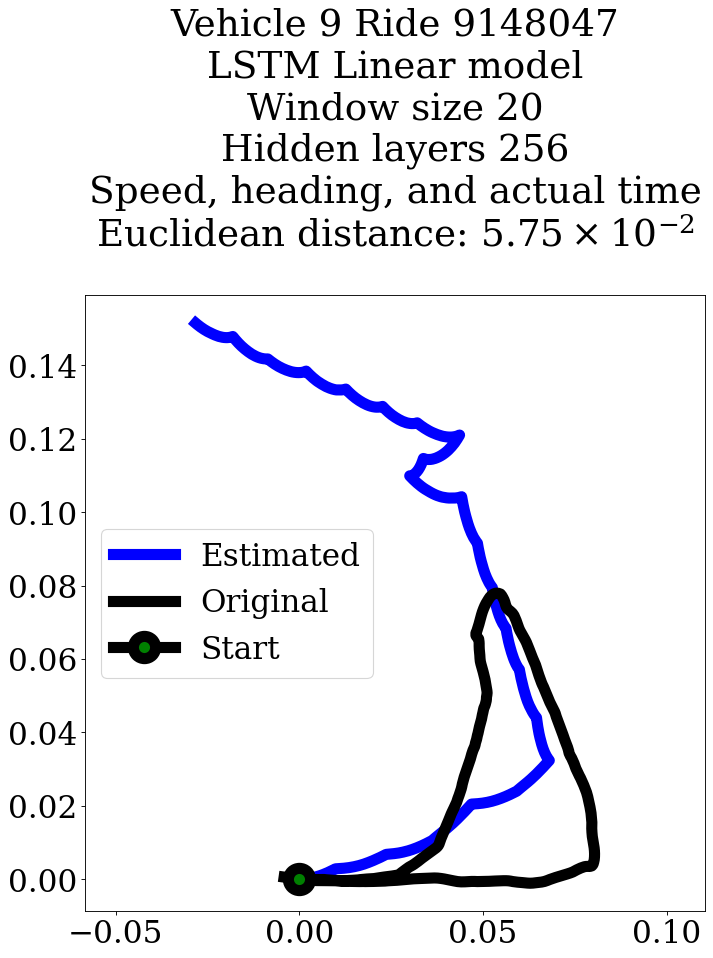 Vehicle 9 Ride 9148047
LSTM Linear model
Window size 20
Hidden layers 256
Speed, heading, and actual time
Euclidean distance: 5.75 × 10⁻²
0.14
0.12
0.10
0.08
0.06
0.04
0.02
0.00
Estimated
Original
Start
−0.05
0.00
0.05
0.10